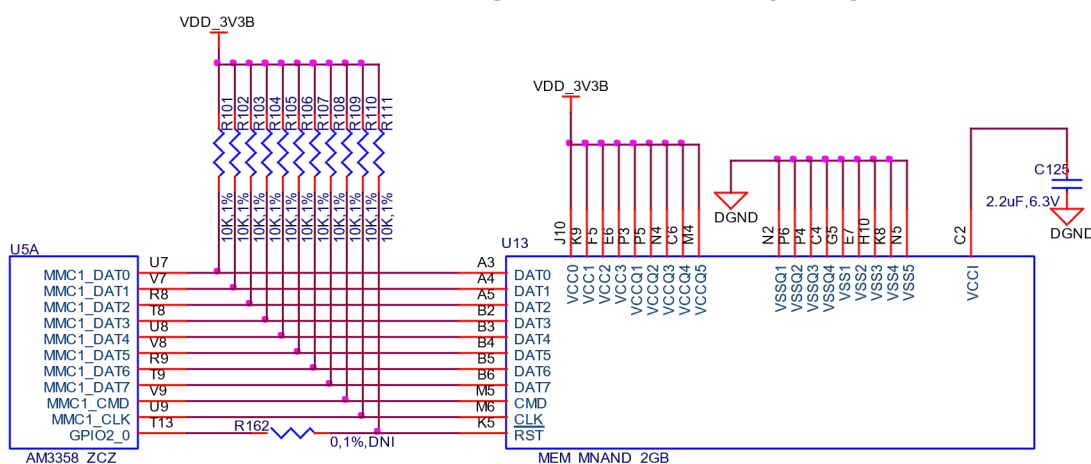 VDD_3V3B
R101
R102
R103
R104
R105
R106
R107
R108
R109
R110
R111
10K,1%
10K,1%
10K,1%
10K,1%
10K,1%
10K,1%
10K,1%
10K,1%
10K,1%
10K,1%
10K,1%
VDD_3V3B
DGND
C125
2.2uF,6.3V
DGND
U5A
U13
J10
K9
F5
E6
P3
P5
N4
C6
M4
N2
P6
P4
C4
G5
E7
H10
K8
N5
C2
VCC0
VCC1
VCC2
VCC3
VCCQ1
VCCQ2
VCCQ3
VCCQ4
VCCQ5
VSSQ1
VSSQ2
VSSQ3
VSSQ4
VSS1
VSS2
VSS3
VSS4
VSS5
VCCI
MMC1_DAT0 U7 A3 DAT0
MMC1_DAT1 V7 A4 DAT1
MMC1_DAT2 R8 A5 DAT2
MMC1_DAT3 T8 B2 DAT3
MMC1_DAT4 U8 B3 DAT4
MMC1_DAT5 V8 B4 DAT5
MMC1_DAT6 R9 B5 DAT6
MMC1_DAT7 T9 B6 DAT7
MMC1_CMD V9 M5 CMD
MMC1_CLK U9 M6 CLK
GPIO2_0 T13 R162 0,1%,DNI K5 RST
AM3358_ZCZ
MEM_MNAND_2GB